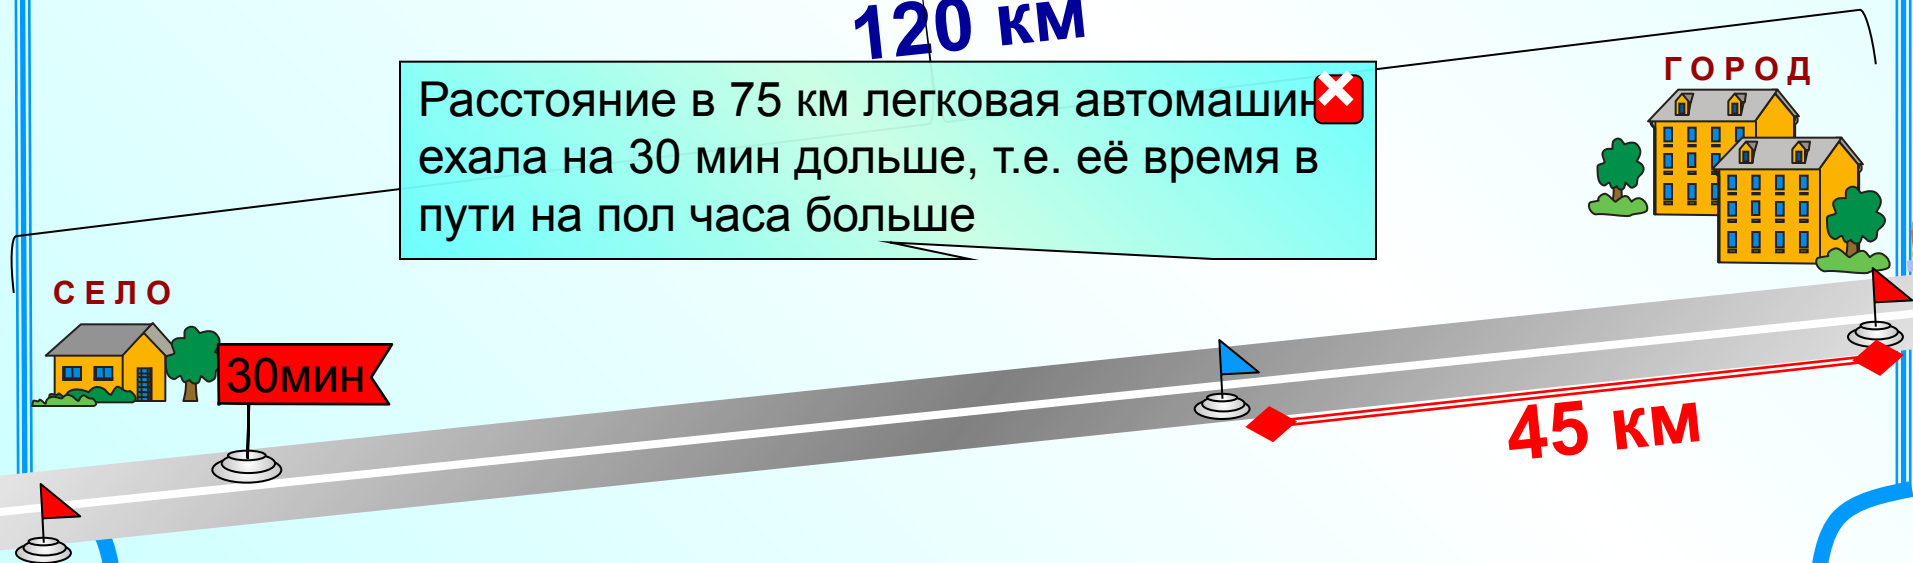 120 км
Расстояние в 75 км легковая автомашин
ехала на 30 мин дольше, т.е. её время в
пути на пол часа больше
ГОРОД
СЕЛО
30мин
45 км